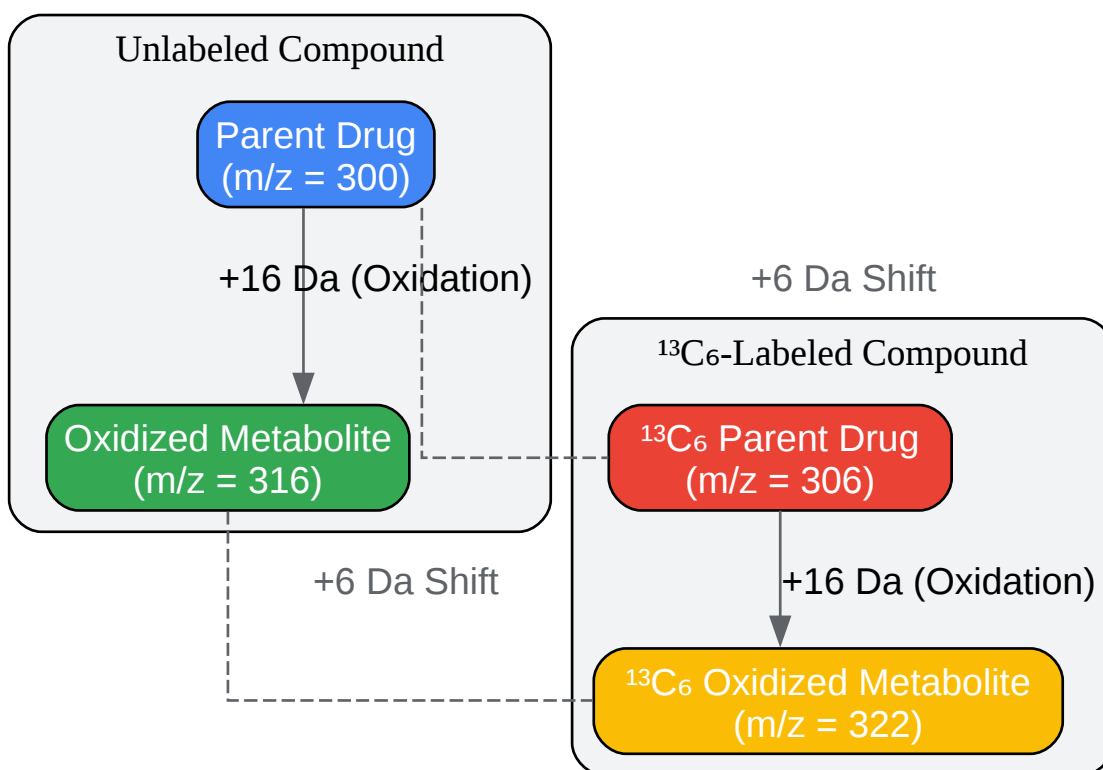 Unlabeled Compound
Parent Drug
(m/z = 300)
+16 Da (Oxidation)
Oxidized Metabolite
(m/z = 316)
+6 Da Shift
+6 Da Shift
¹³C₆-Labeled Compound
¹³C₆ Parent Drug
(m/z = 306)
+16 Da (Oxidation)
¹³C₆ Oxidized Metabolite
(m/z = 322)